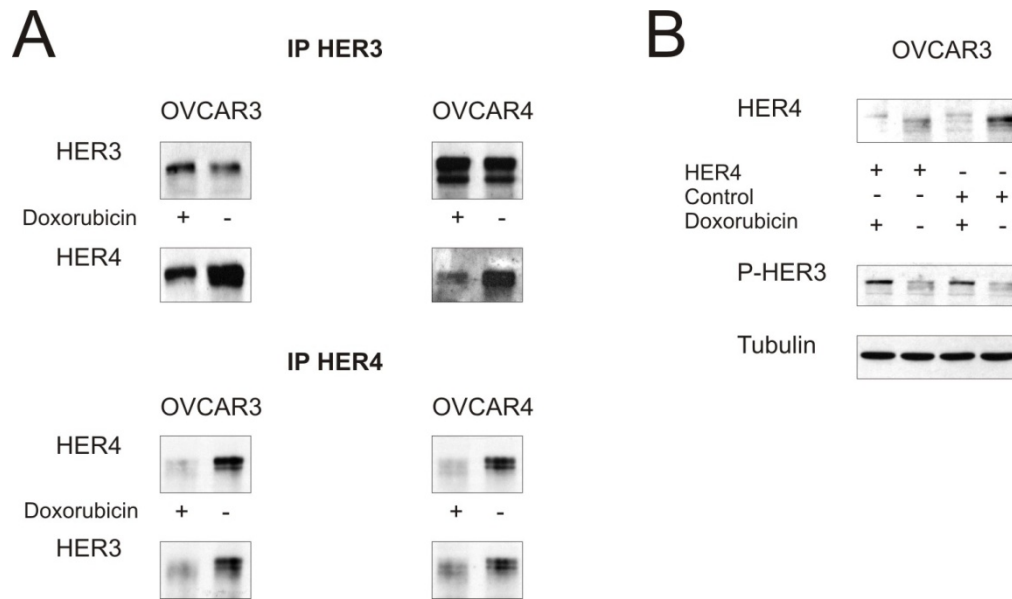 A
IP HER3
OVCAR3 OVCAR4
HER3
Doxorubicin + - + -
HER4
IP HER4
OVCAR3 OVCAR4
HER4
Doxorubicin + - + -
HER3
B
OVCAR3
HER4
HER4 + + - -
Control - - + +
Doxorubicin + - + -
P-HER3
Tubulin